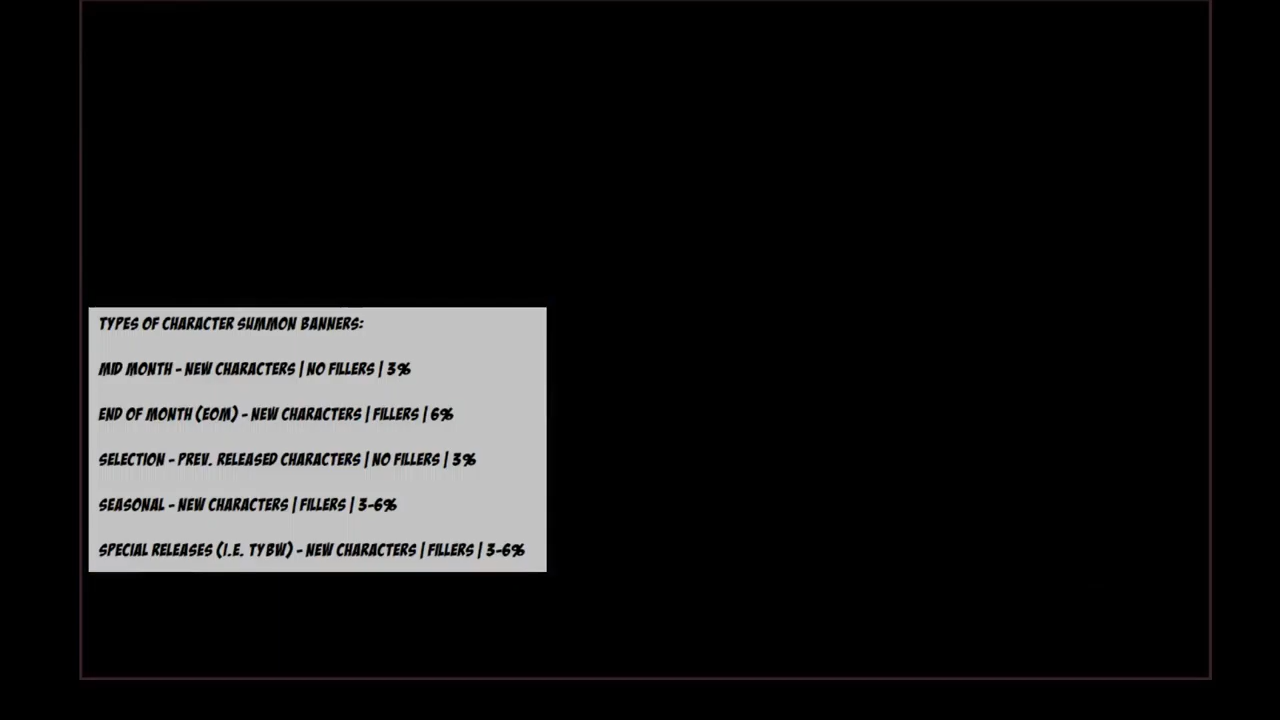 TYPES OF CHARACTER SUMMON BANNERS:
MID MONTH - NEW CHARACTERS | NO FILLERS | 3%
END OF MONTH (EOM) - NEW CHARACTERS | FILLERS | 6%
SELECTION - PREV. RELEASED CHARACTERS | NO FILLERS | 3%
SEASONAL - NEW CHARACTERS | FILLERS | 3-6%
SPECIAL RELEASES (I.E. TYBW) - NEW CHARACTERS | FILLERS | 3-6%